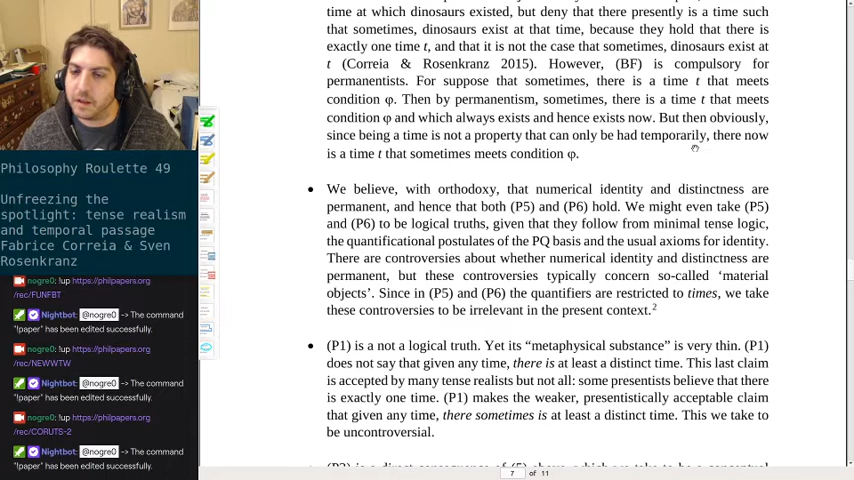 time at which dinosaurs existed, but deny that there presently is a time such
that sometimes, dinosaurs exist at that time, because they hold that there is
exactly one time t, and that it is not the case that sometimes, dinosaurs exist at
t (Correia & Rosenkranz 2015). However, (BF) is compulsory for
permanentists. For suppose that sometimes, there is a time t that meets
condition φ. Then by permanentism, sometimes, there is a time t that meets
condition φ and which always exists and hence exists now. But then obviously,
since being a time is not a property that can only be had temporarily, there now
is a time t that sometimes meets condition φ.
• We believe, with orthodoxy, that numerical identity and distinctness are
permanent, and hence that both (P5) and (P6) hold. We might even take (P5)
and (P6) to be logical truths, given that they follow from minimal tense logic,
the quantificational postulates of the PQ basis and the usual axioms for identity.
There are controversies about whether numerical identity and distinctness are
permanent, but these controversies typically concern so-called ‘material
objects’. Since in (P5) and (P6) the quantifiers are restricted to times, we take
these controversies to be irrelevant in the present context.2
• (P1) is a not a logical truth. Yet its “metaphysical substance” is very thin. (P1)
does not say that given any time, there is at least a distinct time. This last claim
is accepted by many tense realists but not all: some presentists believe that there
is exactly one time. (P1) makes the weaker, presentistically acceptable claim
that given any time, there sometimes is at least a distinct time. This we take to
be uncontroversial.
7 of 11
Philosophy Roulette 49
Unfreezing the
spotlight: tense realism
and temporal passage
Fabrice Correia & Sven
Rosenkranz
nogre0: !up https://philpapers.org
/rec/FUNFBT
Nightbot: @nogre0 -> The command
"!paper" has been edited successfully.
nogre0: !up https://philpapers.org
/rec/NEWWTW
Nightbot: @nogre0 -> The command
"!paper" has been edited successfully.
nogre0: !up https://philpapers.org
/rec/CORUTS-2
Nightbot: @nogre0 -> The command
"!paper" has been edited successfully.